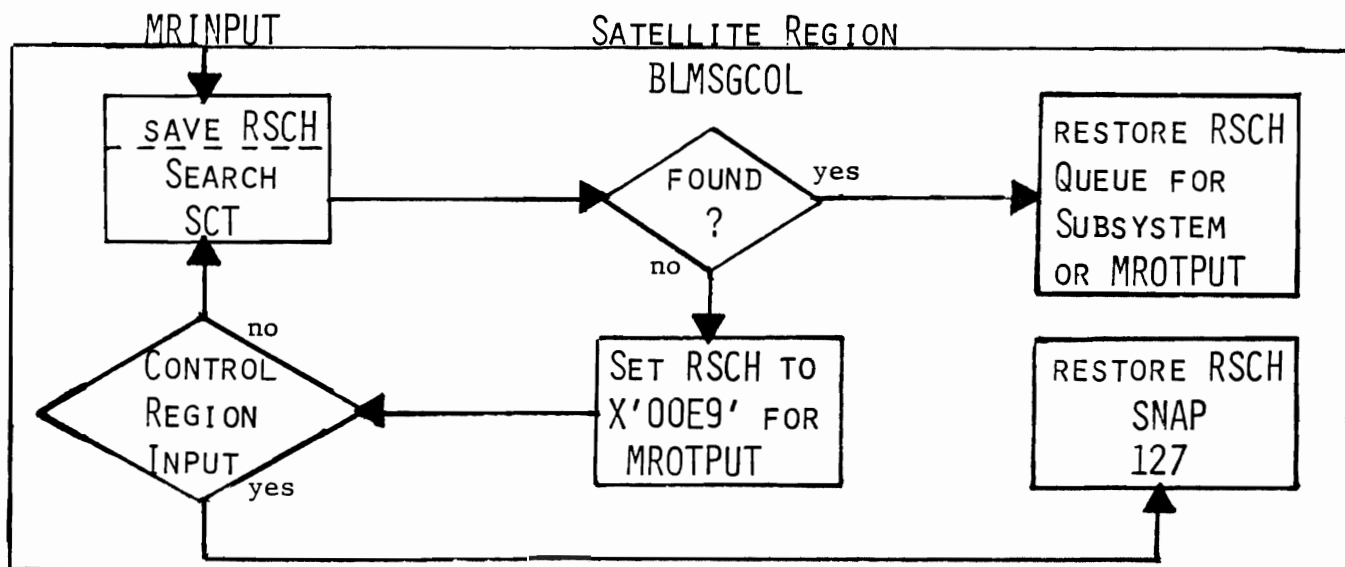 MRINPUT
SATELLITE REGION
BLMSGCOL
SAVE RSCH
SEARCH
SCT
FOUND
?
yes
no
RESTORE RSCH
QUEUE FOR
SUBSYSTEM
OR MROTPUT
no
CONTROL
REGION
INPUT
yes
SET RSCH TO
X'00E9' FOR
MROTPUT
RESTORE RSCH
SNAP
127